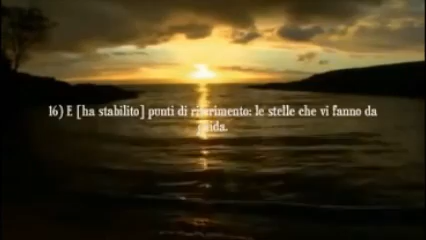 16) E [ha stabilito] punti di riferimento: le stelle che vi fanno da
guida.